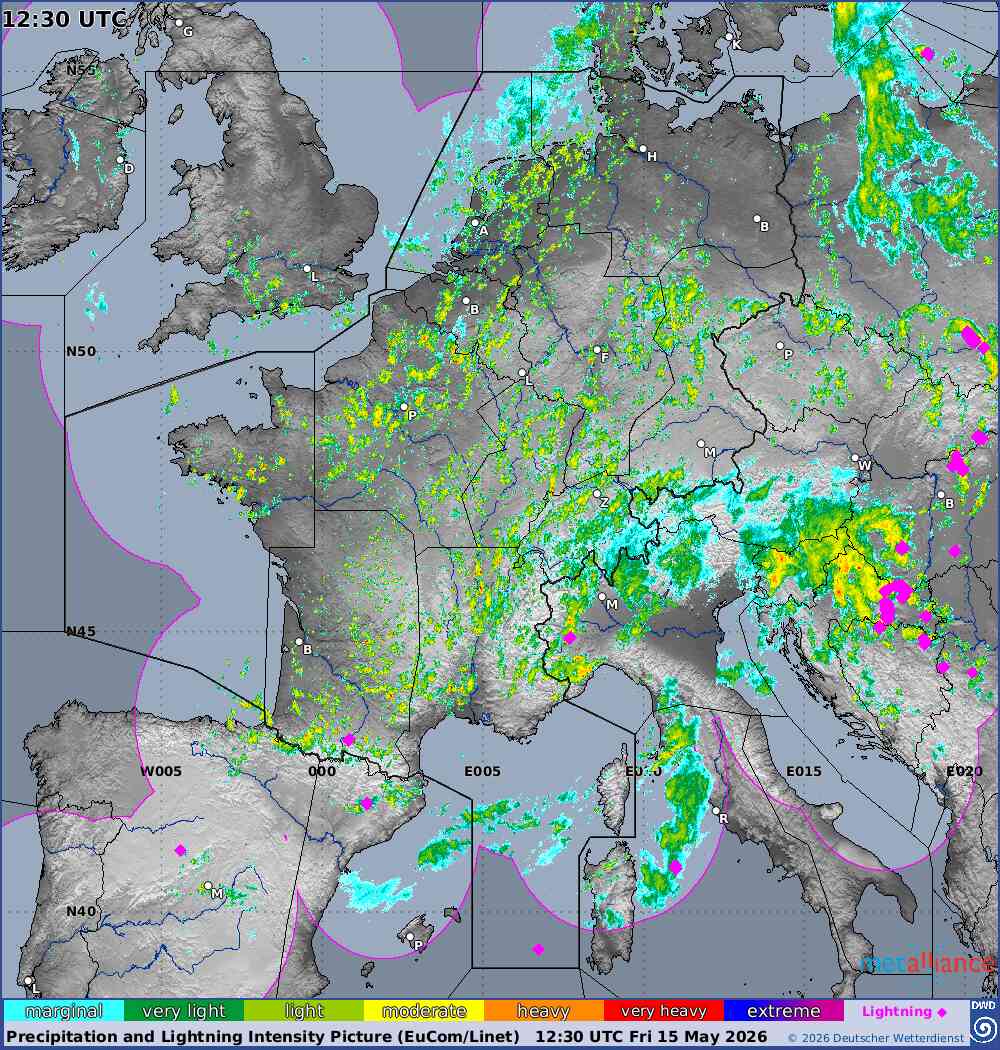 12:30 UTC
G
K
N55
D
H
A
B
L
B
N50
P
F
L
P
M
W
Z
B
M
N45
B
W005
000
E005
E010
E015
E020
R
M
N40
P
metalliance
L
marginal very light light moderate heavy very heavy extreme Lightning
DWD
Precipitation and Lightning Intensity Picture (EuCom/Linet) 12:30 UTC Fri 15 May 2026 © 2026 Deutscher Wetterdienst